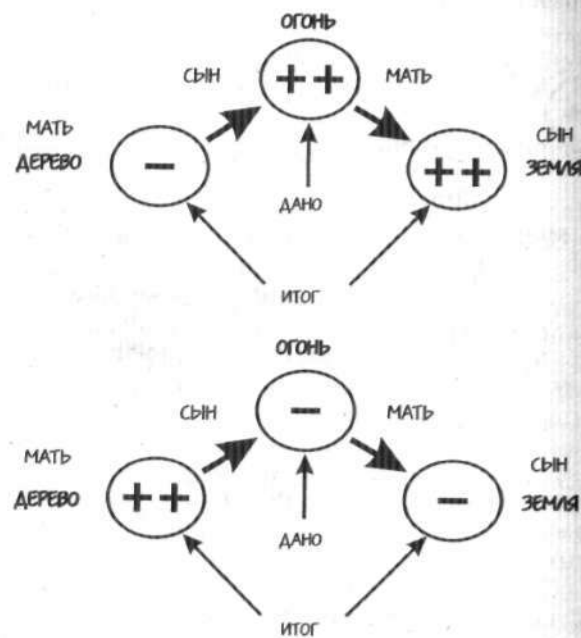 ОГОНЬ
СЫН
++
МАТЬ
МАТЬ
ДЕРЕВО
−
++
СЫН
ЗЕМЛЯ
ДАНО
ИТОГ
ОГОНЬ
СЫН
−
МАТЬ
МАТЬ
ДЕРЕВО
++
−
СЫН
ЗЕМЛЯ
ДАНО
ИТОГ